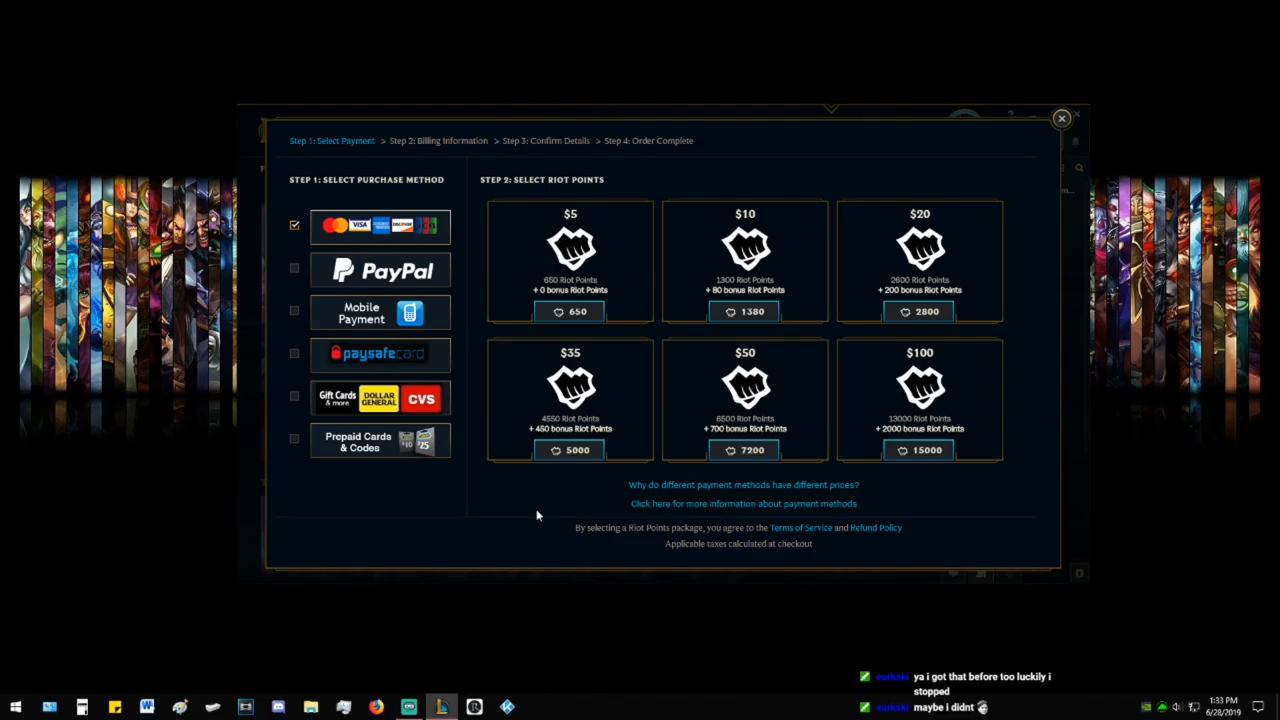 Step 1: Select Payment > Step 2: Billing Information > Step 3: Confirm Details > Step 4: Order Complete
STEP 1: SELECT PURCHASE METHOD
VISA
DISCOVER
PayPal
Mobile
Payment
paysafecard
Gift Cards
& more
DOLLAR
GENERAL
CVS
Prepaid Cards
& Codes
$10
$25
STEP 2: SELECT RIOT POINTS
$5
650 Riot Points
+ 0 bonus Riot Points
650
$10
1300 Riot Points
+ 80 bonus Riot Points
1380
$20
2600 Riot Points
+ 200 bonus Riot Points
2800
$35
4550 Riot Points
+ 450 bonus Riot Points
5000
$50
6500 Riot Points
+ 700 bonus Riot Points
7200
$100
13000 Riot Points
+ 2000 bonus Riot Points
15000
Why do different payment methods have different prices?
Click here for more information about payment methods
By selecting a Riot Points package, you agree to the Terms of Service and Refund Policy
Applicable taxes calculated at checkout
eurkski ya i got that before too luckily i
stopped
eurkski maybe i didnt
1:33 PM
6/28/2019